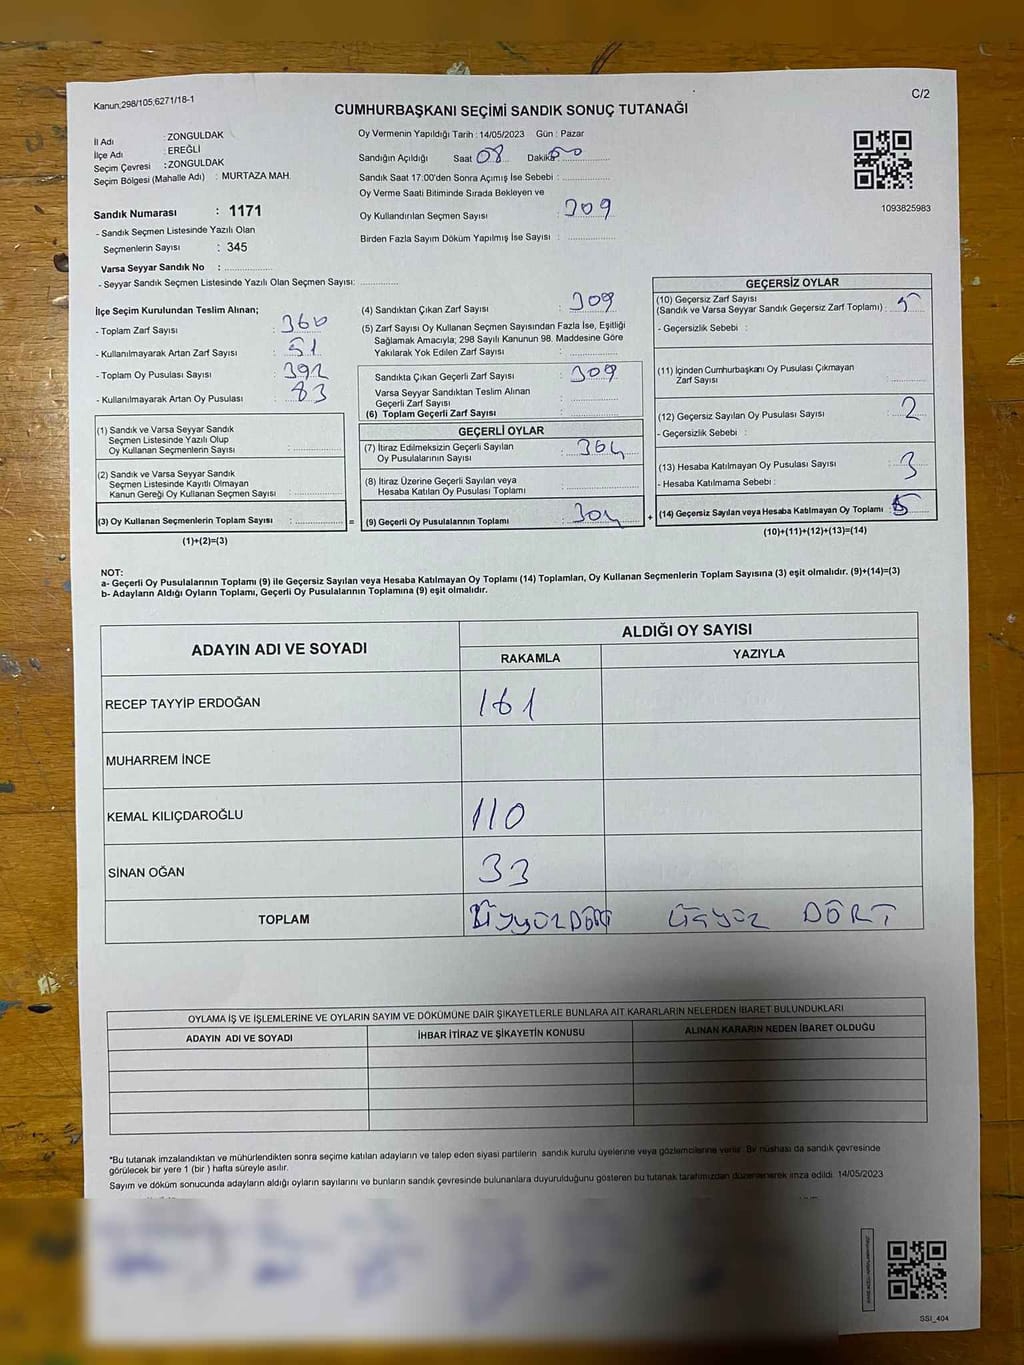 Kanun;298/105,6271/18-1
C/2
CUMHURBAŞKANI SEÇİMİ SANDIK SONUÇ TUTANAĞI
İl Adı : ZONGULDAK
İlçe Adı : EREĞLİ
Seçim Çevresi : ZONGULDAK
Seçim Bölgesi (Mahalle Adı) : MURTAZA MAH.
Sandık Numarası : 1171
- Sandık Seçmen Listesinde Yazılı Olan
Seçmenlerin Sayısı : 345
Varsa Seyyar Sandık No :
- Seyyar Sandık Seçmen Listesinde Yazılı Olan Seçmen Sayısı:
Oy Vermenin Yapıldığı Tarih : 14/05/2023 Gün : Pazar
Sandığın Açıldığı Saat 08 Dakika 00
Sandık Saat 17:00'den Sonra Açımış İse Sebebi :
Oy Verme Saati Bitiminde Sırada Bekleyen ve
Oy Kullandırılan Seçmen Sayısı : 309
Birden Fazla Sayım Döküm Yapılmış İse Sayısı :
1093825983
İlçe Seçim Kurulundan Teslim Alınan;
- Toplam Zarf Sayısı : 360
- Kullanılmayarak Artan Zarf Sayısı : 51
- Toplam Oy Pusulası Sayısı : 392
- Kullanılmayarak Artan Oy Pusulası : 83
(1) Sandık ve Varsa Seyyar Sandık
Seçmen Listesinde Yazılı Olup
Oy Kullanan Seçmenlerin Sayısı :
(2) Sandık ve Varsa Seyyar Sandık
Seçmen Listesinde Kayıtlı Olmayan
Kanun Gereği Oy Kullanan Seçmen Sayısı :
(3) Oy Kullanan Seçmenlerin Toplam Sayısı : =
(1)+(2)=(3)
(4) Sandıktan Çıkan Zarf Sayısı : 309
(5) Zarf Sayısı Oy Kullanan Seçmen Sayısından Fazla İse, Eşitliği
Sağlamak Amacıyla; 298 Sayılı Kanunun 98. Maddesine Göre
Yakılarak Yok Edilen Zarf Sayısı :
Sandıkta Çıkan Geçerli Zarf Sayısı : 309
Varsa Seyyar Sandıktan Teslim Alınan
Geçerli Zarf Sayısı :
(6) Toplam Geçerli Zarf Sayısı :
GEÇERLİ OYLAR
(7) İtiraz Edilmeksizin Geçerli Sayılan
Oy Pusulalarının Sayısı : 304
(8) İtiraz Üzerine Geçerli Sayılan veya
Hesaba Katılan Oy Pusulası Toplamı :
(9) Geçerli Oy Pusulalarının Toplamı : 304 +
GEÇERSİZ OYLAR
(10) Geçersiz Zarf Sayısı
(Sandık ve Varsa Seyyar Sandık Geçersiz Zarf Toplamı) : 5
- Geçersizlik Sebebi :
(11) İçinden Cumhurbaşkanı Oy Pusulası Çıkmayan
Zarf Sayısı :
(12) Geçersiz Sayılan Oy Pusulası Sayısı : 2
- Geçersizlik Sebebi :
(13) Hesaba Katılmayan Oy Pusulası Sayısı : 3
- Hesaba Katılmama Sebebi :
(14) Geçersiz Sayılan veya Hesaba Katılmayan Oy Toplamı : 5
(10)+(11)+(12)+(13)=(14)
NOT:
a- Geçerli Oy Pusulalarının Toplamı (9) ile Geçersiz Sayılan veya Hesaba Katılmayan Oy Toplamı (14) Toplamları, Oy Kullanan Seçmenlerin Toplam Sayısına (3) eşit olmalıdır. (9)+(14)=(3)
b- Adayların Aldığı Oyların Toplamı, Geçerli Oy Pusulalarının Toplamına (9) eşit olmalıdır.
ADAYIN ADI VE SOYADI
ALDIĞI OY SAYISI
RAKAMLA YAZIYLA
RECEP TAYYİP ERDOĞAN 161
MUHARREM İNCE
KEMAL KILIÇDAROĞLU 110
SİNAN OĞAN 33
TOPLAM ÜÇYÜZDÖRT ÜÇYÜZ DÖRT
OYLAMA İŞ VE İŞLEMLERİNE VE OYLARIN SAYIM VE DÖKÜMÜNE DAİR ŞİKAYETLERLE BUNLARA AİT KARARLARIN NELERDEN İBARET BULUNDUKLARI
ADAYIN ADI VE SOYADI İHBAR İTİRAZ VE ŞİKAYETİN KONUSU ALINAN KARARIN NEDEN İBARET OLDUĞU
*Bu tutanak imzalandıktan ve mühürlendikten sonra seçime katılan adayların ve talep eden siyasi partilerin sandık kurulu üyelerine veya gözlemcilerine verilir. Bir nüshası da sandık çevresinde
görülecek bir yere 1 (bir ) hafta süreyle asılır.
Sayım ve döküm sonucunda adayların aldığı oyların sayılarını ve bunların sandık çevresinde bulunanlara duyurulduğunu gösteren bu tutanak tarafımızdan düzenlenerek imza edildi. 14/05/2023
SSI_404